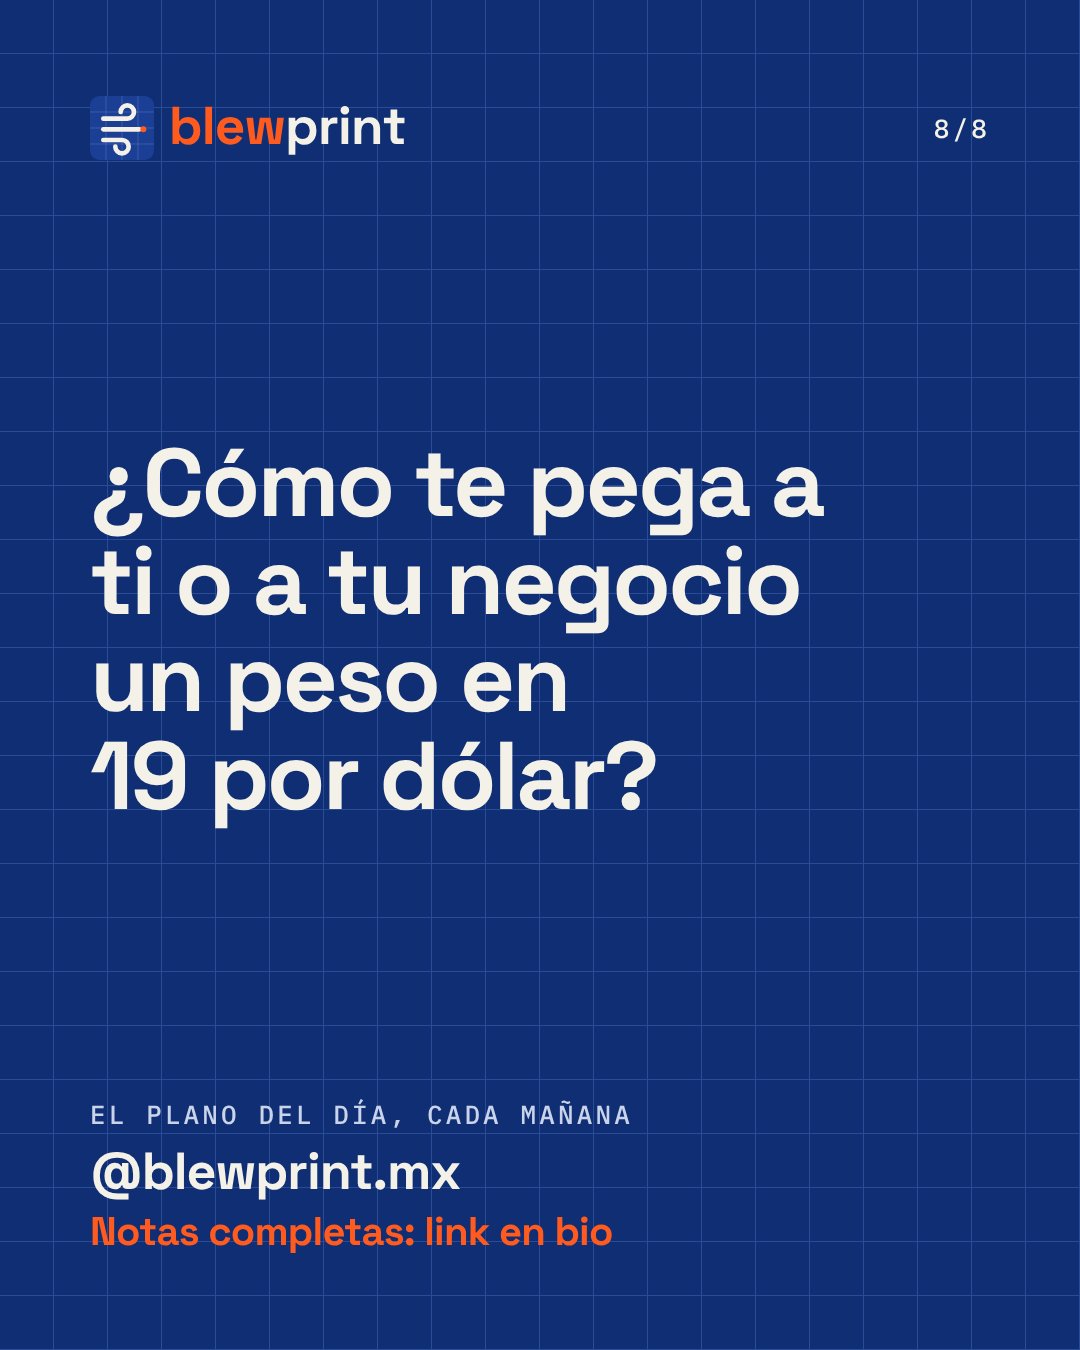 blewprint
8/8
¿Cómo te pega a
ti o a tu negocio
un peso en
19 por dólar?
EL PLANO DEL DÍA, CADA MAÑANA
@blewprint.mx
Notas completas: link en bio